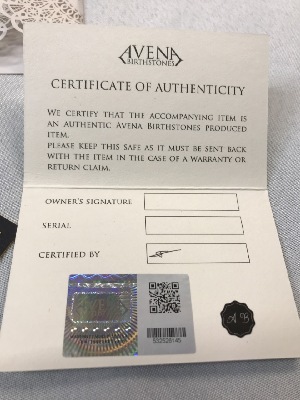 AVENA
BIRTHSTONES
CERTIFICATE OF AUTHENTICITY
WE CERTIFY THAT THE ACCOMPANYING ITEM IS
AN AUTHENTIC AVENA BIRTHSTONES PRODUCED
ITEM.
PLEASE KEEP THIS SAFE AS IT MUST BE SENT BACK
WITH THE ITEM IN THE CASE OF A WARRANTY OR
RETURN CLAIM.
OWNER'S SIGNATURE
SERIAL
CERTIFIED BY
532528145
AB